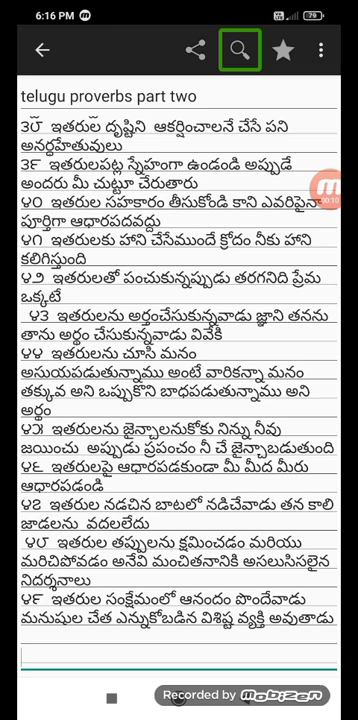 6:16 PM
79
telugu proverbs part two
౩౮ ఇతరుల దృష్టిని ఆకర్షించాలనే చేసే పని
అనర్ధహేతువులు
౩౯ ఇతరులపట్ల స్నేహంగా ఉండండి అప్పుడే
అందరు మీ చుట్టూ చేరుతారు
౪౦ ఇతరుల సహకారం తీసుకోండి కాని ఎవరిపైనా
పూర్తిగా ఆధారపదవద్దు
00:10
౪౧ ఇతరులకు హాని చేసేముందే క్రోదం నీకు హాని
కలిగిస్తుంది
౪౨ ఇతరులతో పంచుకున్నప్పుడు తరగనిది ప్రేమ
ఒక్కటే
౪౩ ఇతరులను అర్తంచేసుకున్నవాడు జ్ఞాని తనను
తాను అర్థం చేసుకున్నవాడు వివేకి
౪౪ ఇతరులను చూసి మనం
అసుయపడుతున్నాము అంటే వారికన్నా మనం
తక్కువ అని ఒప్పుకొని బాధపడుతున్నాము అని
అర్థం
౪౫ ఇతరులను జైన్చాలనుకోకు నిన్ను నీవు
జయించు అప్పుడు ప్రపంచం నీ చే జైన్చాబడుతుంది
౪౬ ఇతరులపై ఆధారపడకుండా మీ మీద మీరు
ఆధారపడండి
౪౭ ఇతరుల నడచిన బాటలో నడిచేవాడు తన కాలి
జాడలను వదలలేదు
౪౮ ఇతరుల తప్పులను క్షమించడం మరియు
మరిచిపోవడం అనేవి మంచితనానికి అసలుసిసలైన
నిదర్శనాలు
౪౯ ఇతరుల సంక్షేమంలో ఆనందం పొందేవాడు
మనుషుల చేత ఎన్నుకోబడిన విశిష్ట వ్యక్తి అవుతాడు
Recorded by mobizen